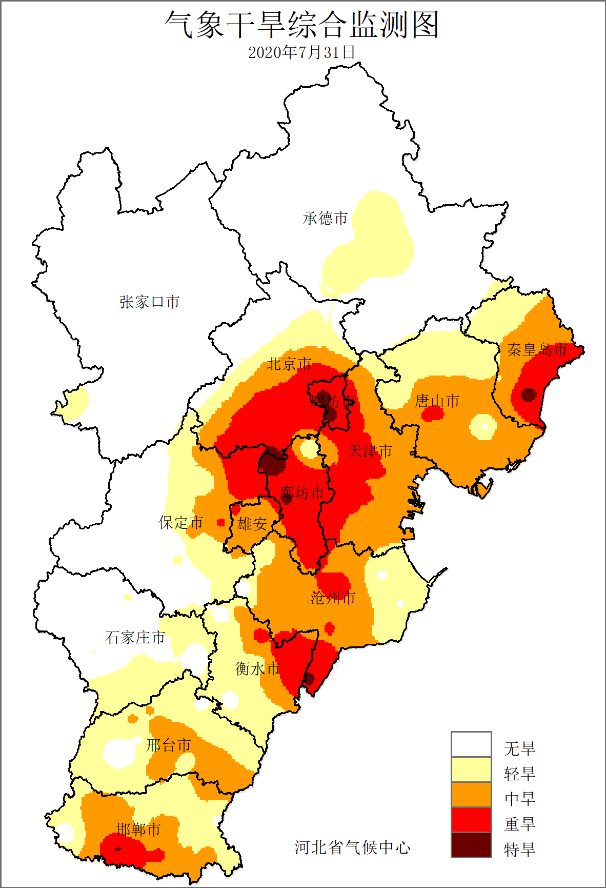 气象干旱综合监测图
2020年7月31日
承德市
张家口市
秦皇岛市
北京市
廊坊市
唐山市
天津市
廊坊市
保定市
雄安
沧州市
石家庄市
衡水市
邢台市
邯郸市
无旱
轻旱
中旱
重旱
特旱
河北省气候中心